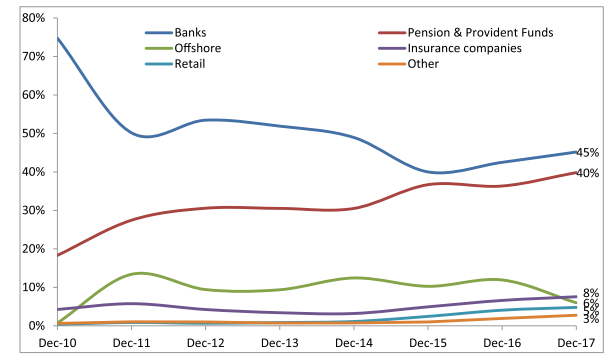 80%
70%
60%
50%
40%
30%
20%
10%
0%
Banks
Pension & Provident Funds
Offshore
Insurance companies
Retail
Other
45%
40%
8%
6%
5%
3%
Dec-10 Dec-11 Dec-12 Dec-13 Dec-14 Dec-15 Dec-16 Dec-17